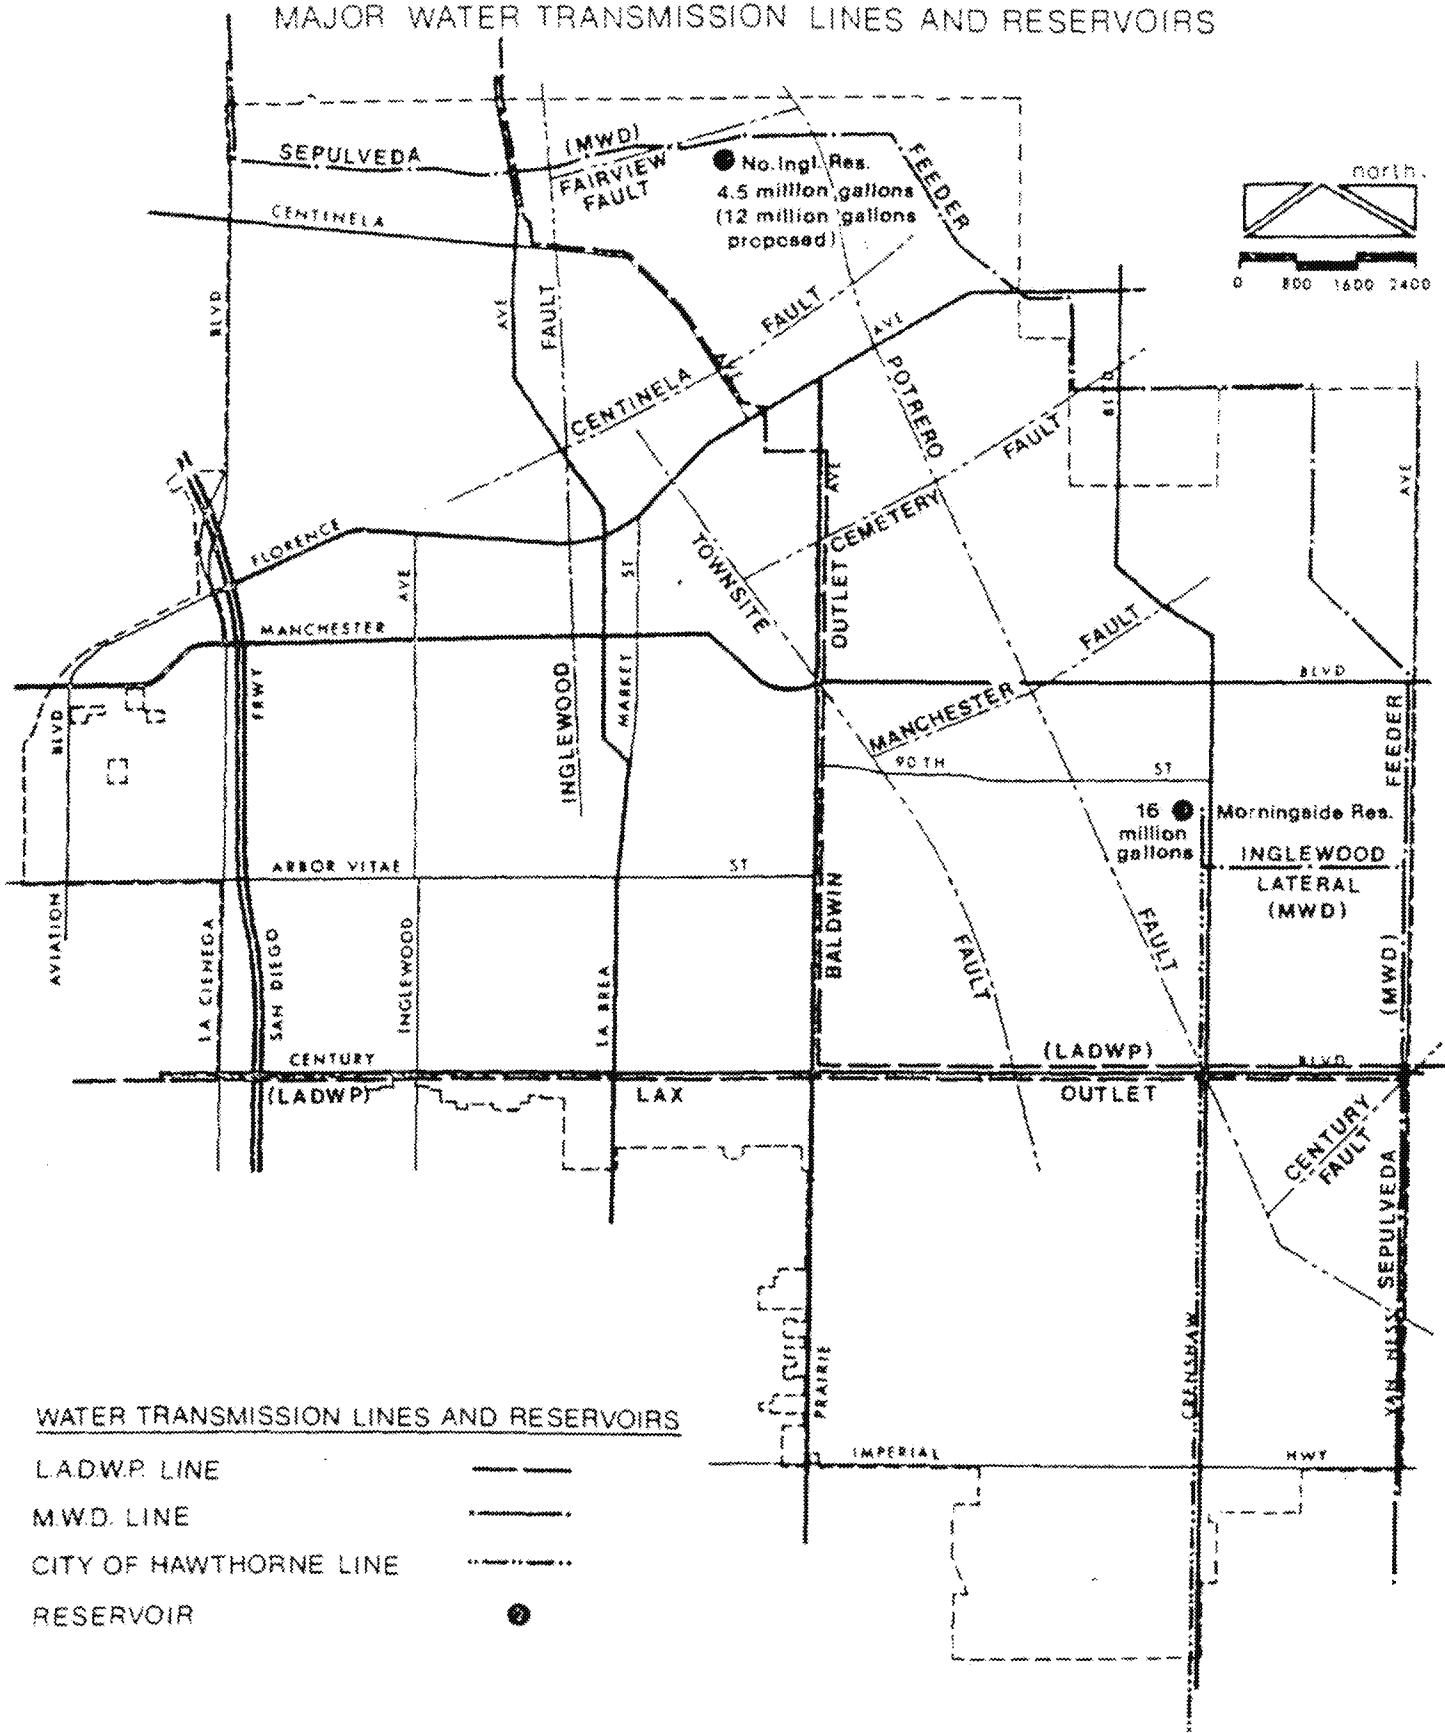 MAJOR WATER TRANSMISSION LINES AND RESERVOIRS
SEPULVEDA
(MWD)
FEEDER
FAIRVIEW
FAULT
No. Ingl. Res.
4.5 million gallons
(12 million gallons
proposed)
north.
0 800 1600 2400
CENTINELA
AVE
BLVD
AVE
FAULT
CENTINELA
FAULT
AVE
POTRERO
FAULT
BLVD
AVE
CEMETERY
FAULT
AVE
OUTLET
TOWNSITE
FAULT
FLORENCE
AVE
ST
MANCHESTER
BLVD
MANCHESTER
FAULT
BLVD
FRWY
INGLEWOOD
MARKET
90 TH
ST
FEEDER
16
million
gallons
Morningside Res.
INGLEWOOD
LATERAL
(MWD)
ARBOR VITAE
ST
BALDWIN
AVIATION
LA CIENEGA
SAN DIEGO
INGLEWOOD
LA BREA
FAULT
(MWD)
CENTURY
(LADWP)
BLVD
(LADWP)
LAX
OUTLET
CENTURY
FAULT
SEPULVEDA
VAN NESS
PRAIRIE
CRENSHAW
IMPERIAL
HWY
WATER TRANSMISSION LINES AND RESERVOIRS
L.A.D.W.P. LINE
M.W.D. LINE
CITY OF HAWTHORNE LINE
RESERVOIR